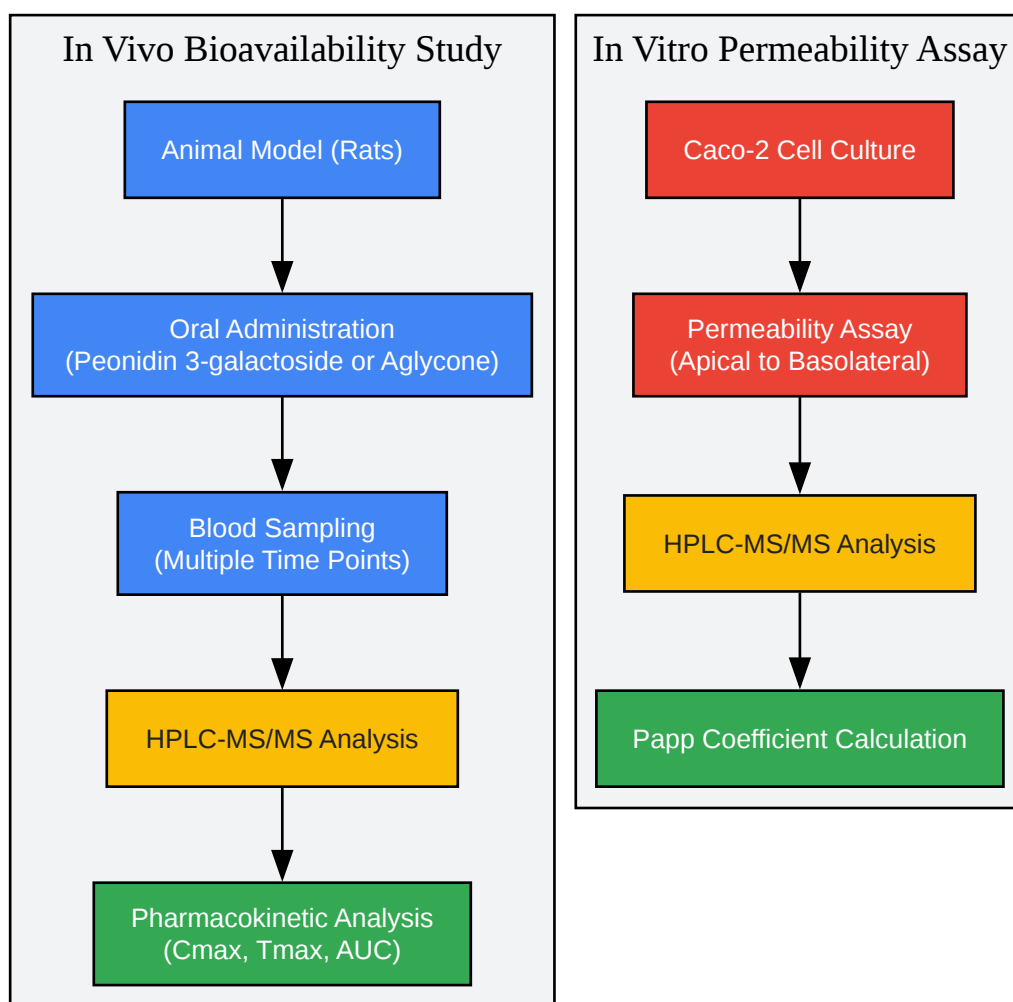 In Vivo Bioavailability Study
Animal Model (Rats)
Oral Administration
(Peonidin 3-galactoside or Aglycone)
Blood Sampling
(Multiple Time Points)
HPLC-MS/MS Analysis
Pharmacokinetic Analysis
(Cmax, Tmax, AUC)
In Vitro Permeability Assay
Caco-2 Cell Culture
Permeability Assay
(Apical to Basolateral)
HPLC-MS/MS Analysis
Papp Coefficient Calculation